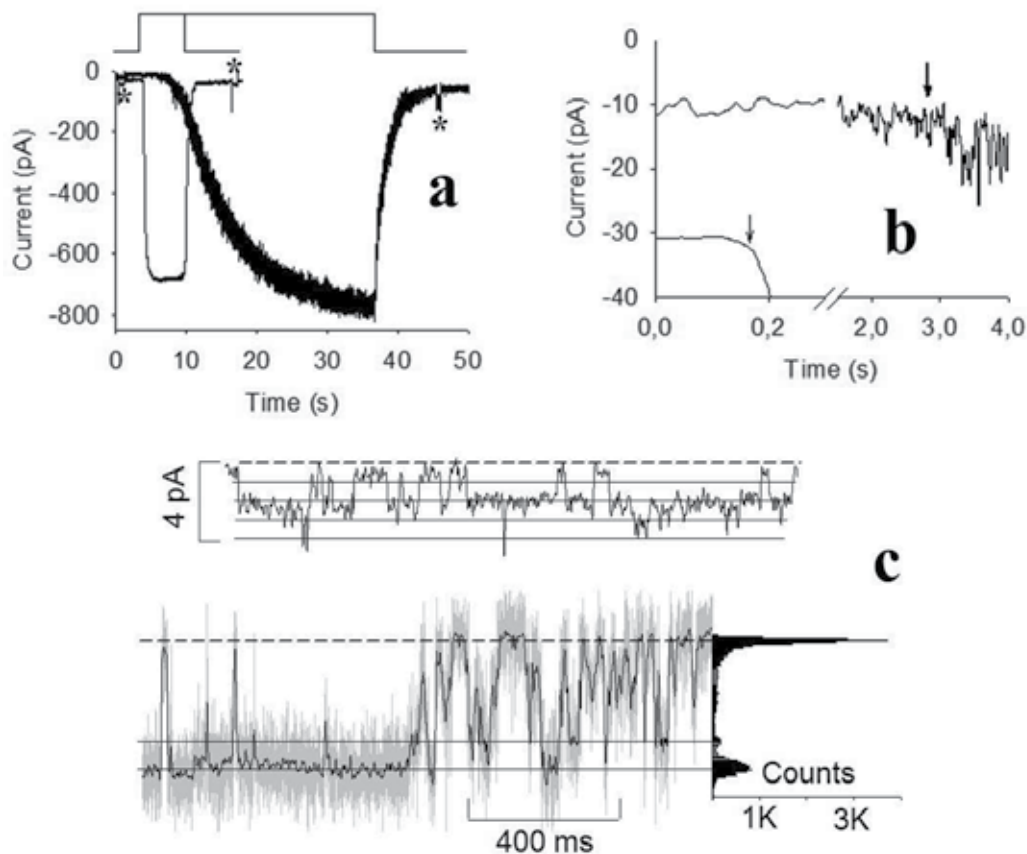 0
-200
-400
-600
-800
Current (pA)
*
*
*
a
0 10 20 30 40 50
Time (s)
0
-10
-20
-30
-40
Current (pA)
b
0,0 0,2 2,0 3,0 4,0
Time (s)
4 pA
c
Counts
1K 3K
400 ms